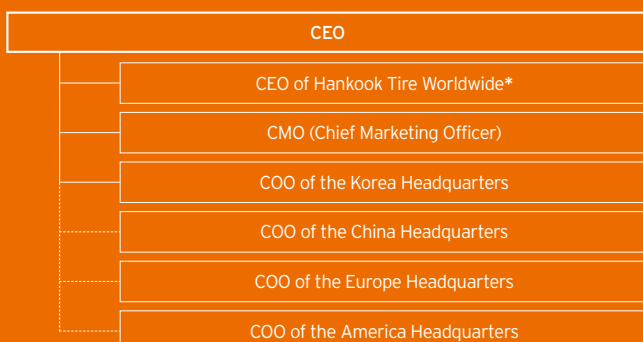 CEO
CEO of Hankook Tire Worldwide*
CMO (Chief Marketing Officer)
COO of the Korea Headquarters
COO of the China Headquarters
COO of the Europe Headquarters
COO of the America Headquarters